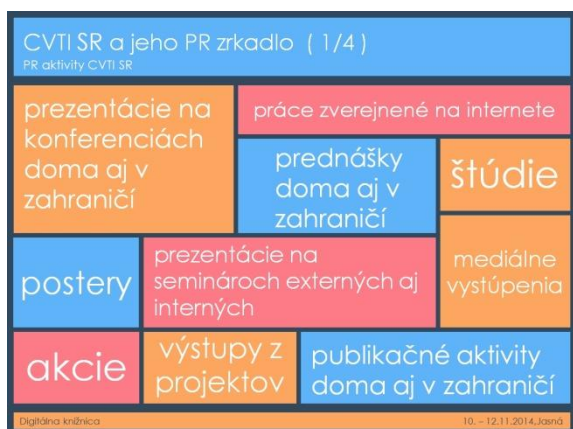 CVTI SR a jeho PR zrkadlo ( 1/4 )
PR aktivity CVTI SR
prezentácie na
konferenciách
doma aj v
zahraničí
práce zverejnené na internete
prednášky
doma aj v
zahraničí
štúdie
postery
prezentácie na
seminároch externých aj
interných
mediálne
vystúpenia
akcie
výstupy z
projektov
publikačné aktivity
doma aj v zahraničí
Digitálna knižnica
10. – 12.11.2014,Jasná